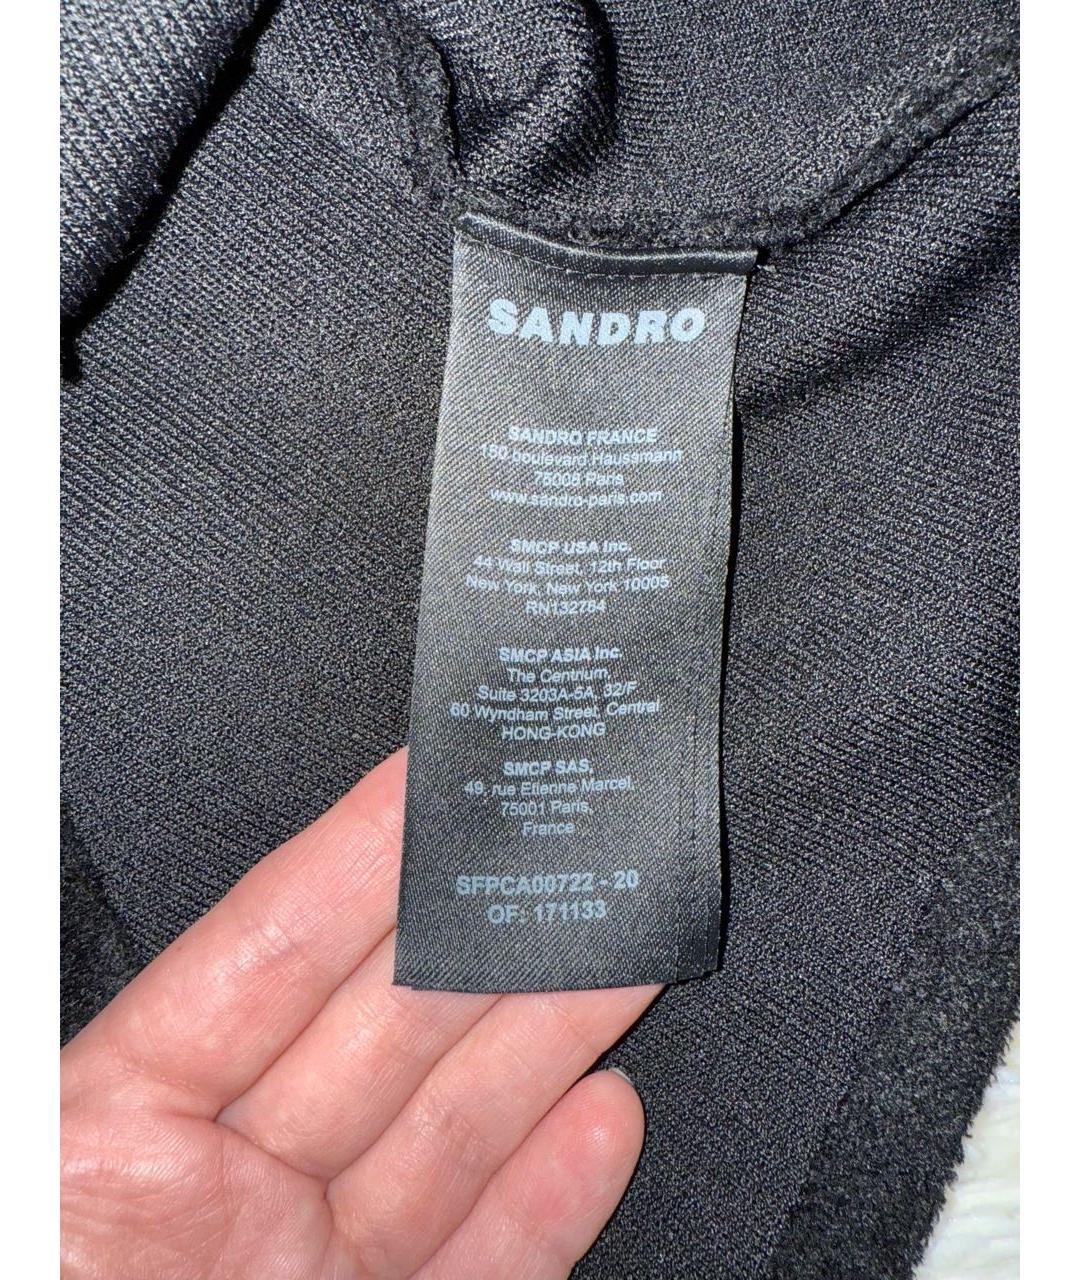 SANDRO
SANDRO FRANCE
150 boulevard Haussmann
75008 Paris
www.sandro-paris.com
SMCP USA Inc.
44 Wall Street, 12th Floor
New York, New York 10005
RN132784
SMCP ASIA Inc.
The Centrium,
Suite 3203A-5A, 32/F
60 Wyndham Street, Central
HONG-KONG
SMCP SAS,
49, rue Etienne Marcel,
75001 Paris,
France
SFPCA00722 - 20
OF: 171133